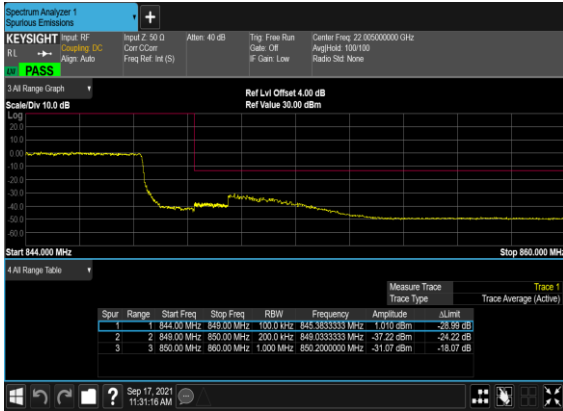 Spectrum Analyzer 1
Spurious Emissions
KEYSIGHT Input: RF Input Z: 50 Ω Atten: 40 dB Trig: Free Run Center Freq: 22.005000000 GHz
RL Coupling: DC Corr CCorr Gate: Off Avg|Hold: 100/100
Align: Auto Freq Ref: Int (S) IF Gain: Low Radio Std: None
PASS
3 All Range Graph Ref Lvl Offset 4.00 dB
Scale/Div 10.0 dB Ref Value 30.00 dBm
Log
20.0
10.0
0.00
-10.0
-20.0
-30.0
-40.0
-50.0
-60.0
Start 844.000 MHz Stop 860.000 MHz
4 All Range Table
Measure Trace Trace 1
Trace Type Trace Average (Active)
Spur Range Start Freq Stop Freq RBW Frequency Amplitude ΔLimit
1 1 844.00 MHz 849.00 MHz 100.0 kHz 845.3833333 MHz 1.010 dBm -28.99 dB
2 2 849.00 MHz 850.00 MHz 200.0 kHz 849.0333333 MHz -37.22 dBm -24.22 dB
3 3 850.00 MHz 860.00 MHz 1.000 MHz 850.2000000 MHz -31.07 dBm -18.07 dB
? Sep 17, 2021
11:31:16 AM